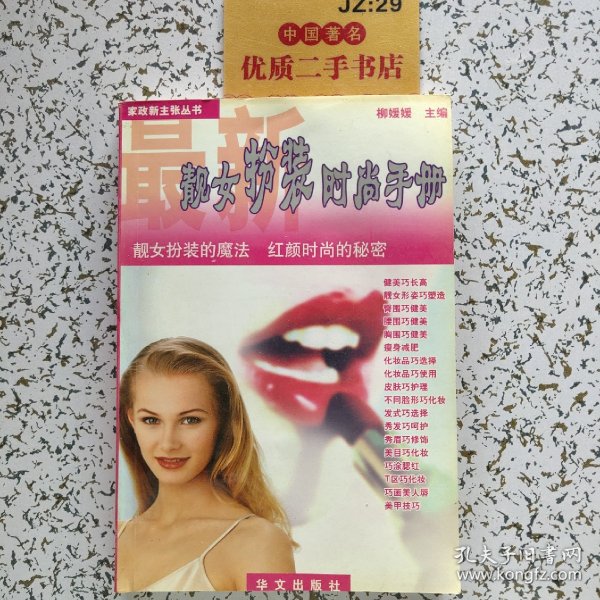 JZ:29
中国著名
优质二手书店
家政新主张丛书
柳媛媛 主编
最新
靓女扮装时尚手册
靓女扮装的魔法 红颜时尚的秘密
健美巧长高
靓女形姿巧塑造
臀围巧健美
腰围巧健美
胸围巧健美
瘦身减肥
化妆品巧选择
化妆品巧使用
皮肤巧护理
不同脸形巧化妆
发式巧选择
秀发巧呵护
秀眉巧修饰
美目巧化妆
巧涂腮红
T区巧化妆
巧画美人唇
美甲技巧
华文出版社
孔夫子旧书网
www.kongfz.com